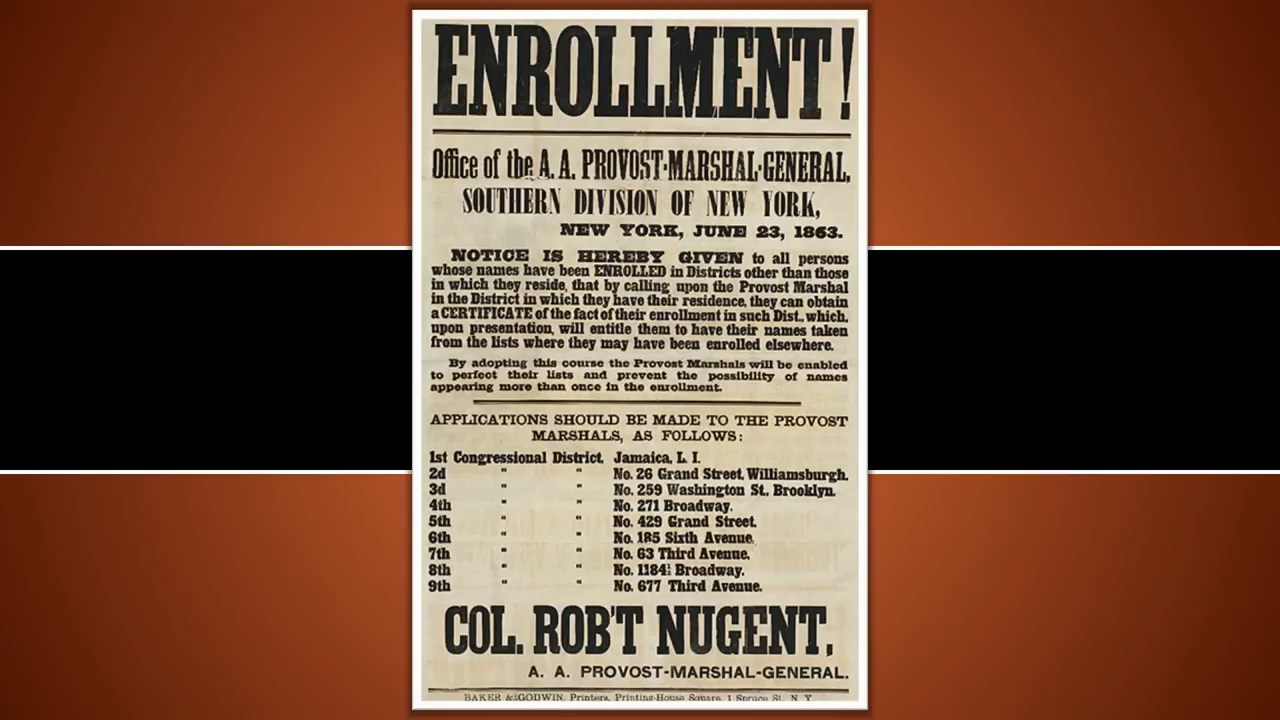 ENROLLMENT!
Office of the A. A. PROVOST-MARSHAL-GENERAL,
SOUTHERN DIVISION OF NEW YORK,
NEW YORK, JUNE 23, 1863.
NOTICE IS HEREBY GIVEN to all persons
whose names have been ENROLLED in Districts other than those
in which they reside, that by calling upon the Provost Marshal
in the District in which they have their residence, they can obtain
a CERTIFICATE of the fact of their enrollment in such Dist., which,
upon presentation, will entitle them to have their names taken
from the lists where they may have been enrolled elsewhere.
By adopting this course the Provost Marshals will be enabled
to perfect their lists and prevent the possibility of names
appearing more than once in the enrollment.
APPLICATIONS SHOULD BE MADE TO THE PROVOST
MARSHALS, AS FOLLOWS:
1st Congressional District, Jamaica, L. I.
2d " " No. 26 Grand Street, Williamsburgh.
3d " " No. 259 Washington St., Brooklyn.
4th " " No. 271 Broadway.
5th " " No. 429 Grand Street.
6th " " No. 185 Sixth Avenue.
7th " " No. 63 Third Avenue.
8th " " No. 1184½ Broadway.
9th " " No. 677 Third Avenue.
COL. ROB'T NUGENT,
A. A. PROVOST-MARSHAL-GENERAL.
BAKER & GODWIN, Printers, Printing-House Square, 1 Spruce St., N. Y.